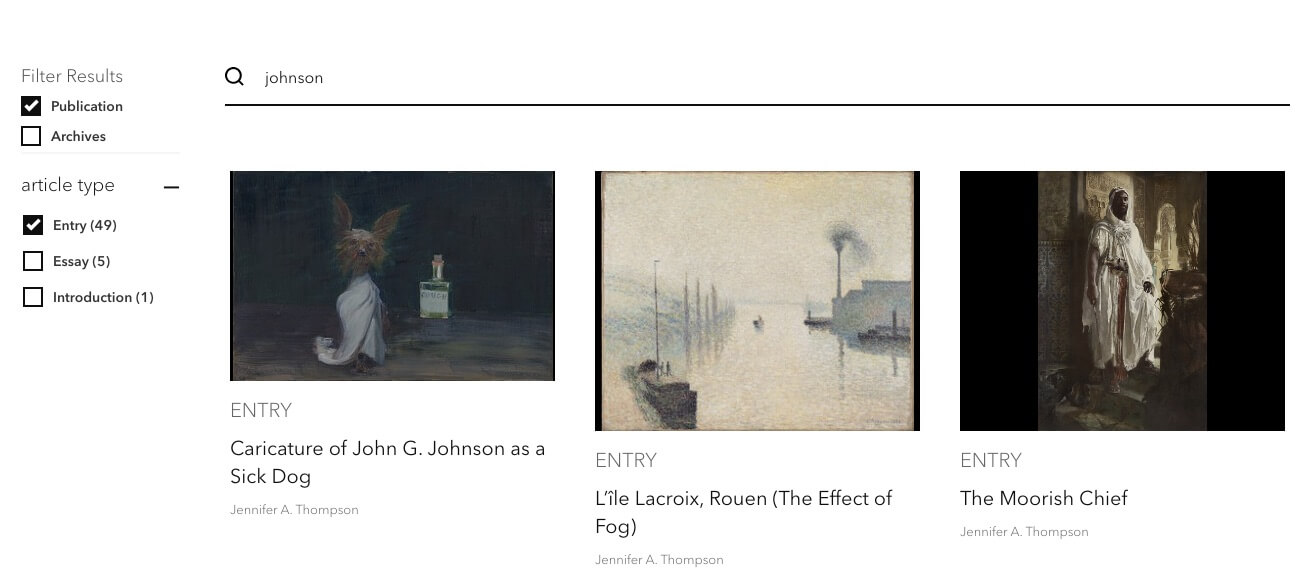 Filter Results
Publication
Archives
article type
Entry (49)
Essay (5)
Introduction (1)
johnson
ENTRY
Caricature of John G. Johnson as a
Sick Dog
Jennifer A. Thompson
ENTRY
L’île Lacroix, Rouen (The Effect of
Fog)
Jennifer A. Thompson
ENTRY
The Moorish Chief
Jennifer A. Thompson